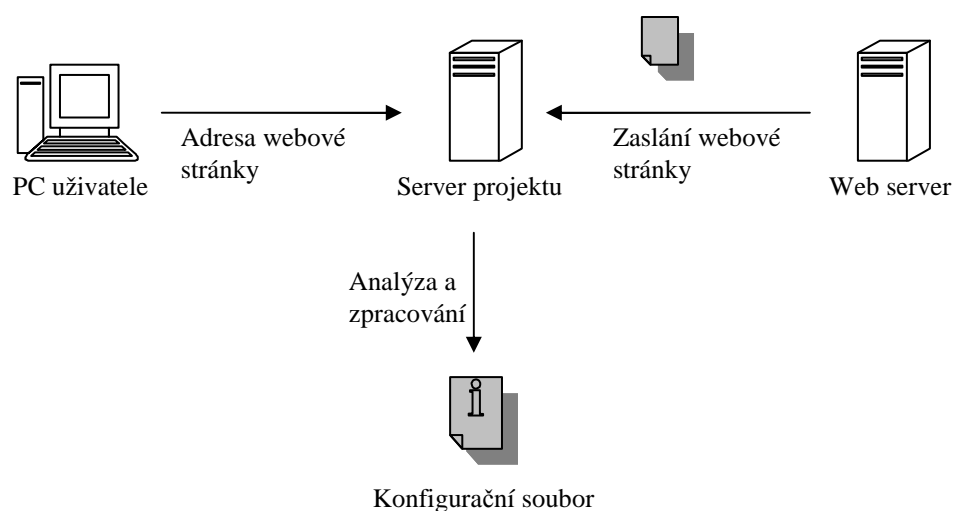 Adresa webové
stránky
Zaslání webové
stránky
PC uživatele
Server projektu
Web server
Analýza a
zpracování
Konfigurační soubor